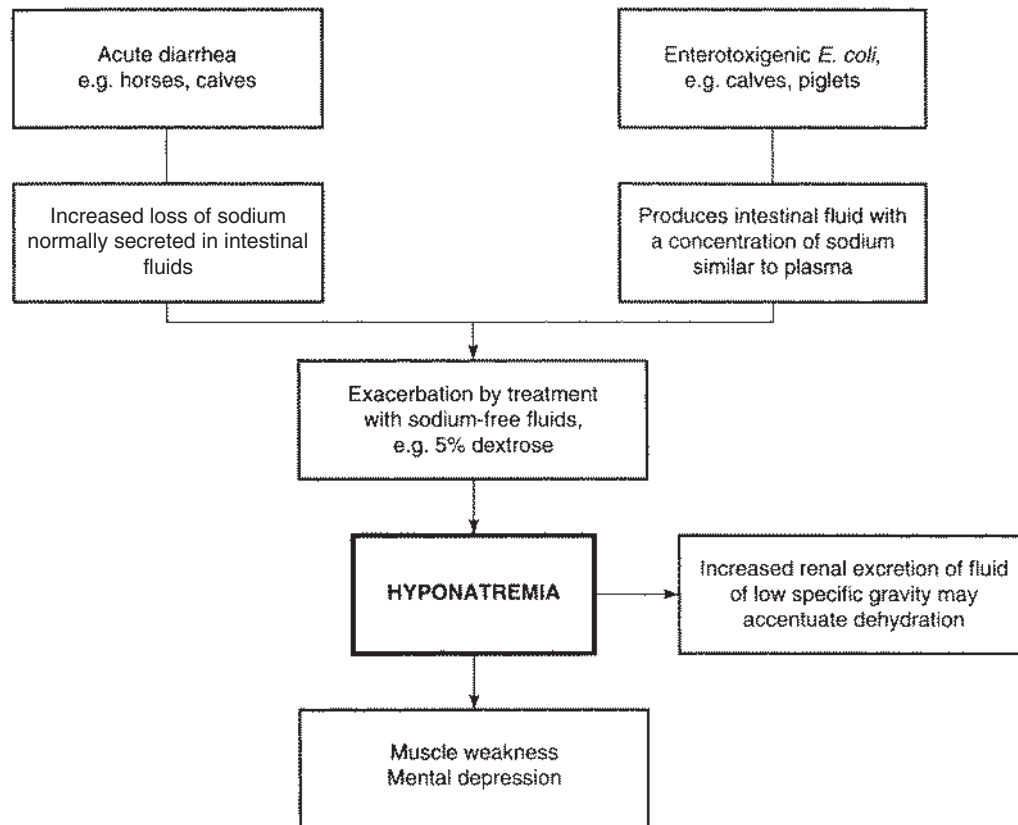 Acute diarrhea
e.g. horses, calves
Enterotoxigenic E. coli,
e.g. calves, piglets
Increased loss of sodium
normally secreted in intestinal
fluids
Produces intestinal fluid with
a concentration of sodium
similar to plasma
Exacerbation by treatment
with sodium-free fluids,
e.g. 5% dextrose
HYPONATREMIA
Increased renal excretion of fluid
of low specific gravity may
accentuate dehydration
Muscle weakness
Mental depression